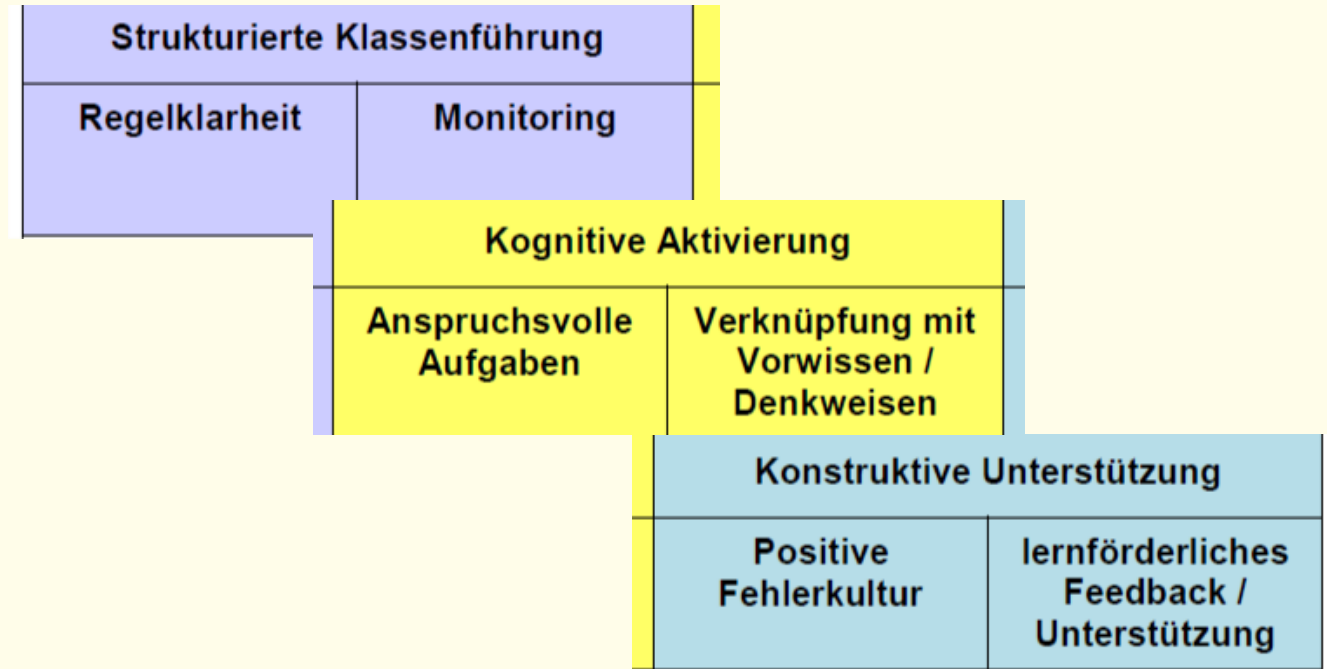 Strukturierte Klassenführung
Regelklarheit
Monitoring
Kognitive Aktivierung
Anspruchsvolle
Aufgaben
Verknüpfung mit
Vorwissen /
Denkweisen
Konstruktive Unterstützung
Positive
Fehlerkultur
lernförderliches
Feedback /
Unterstützung